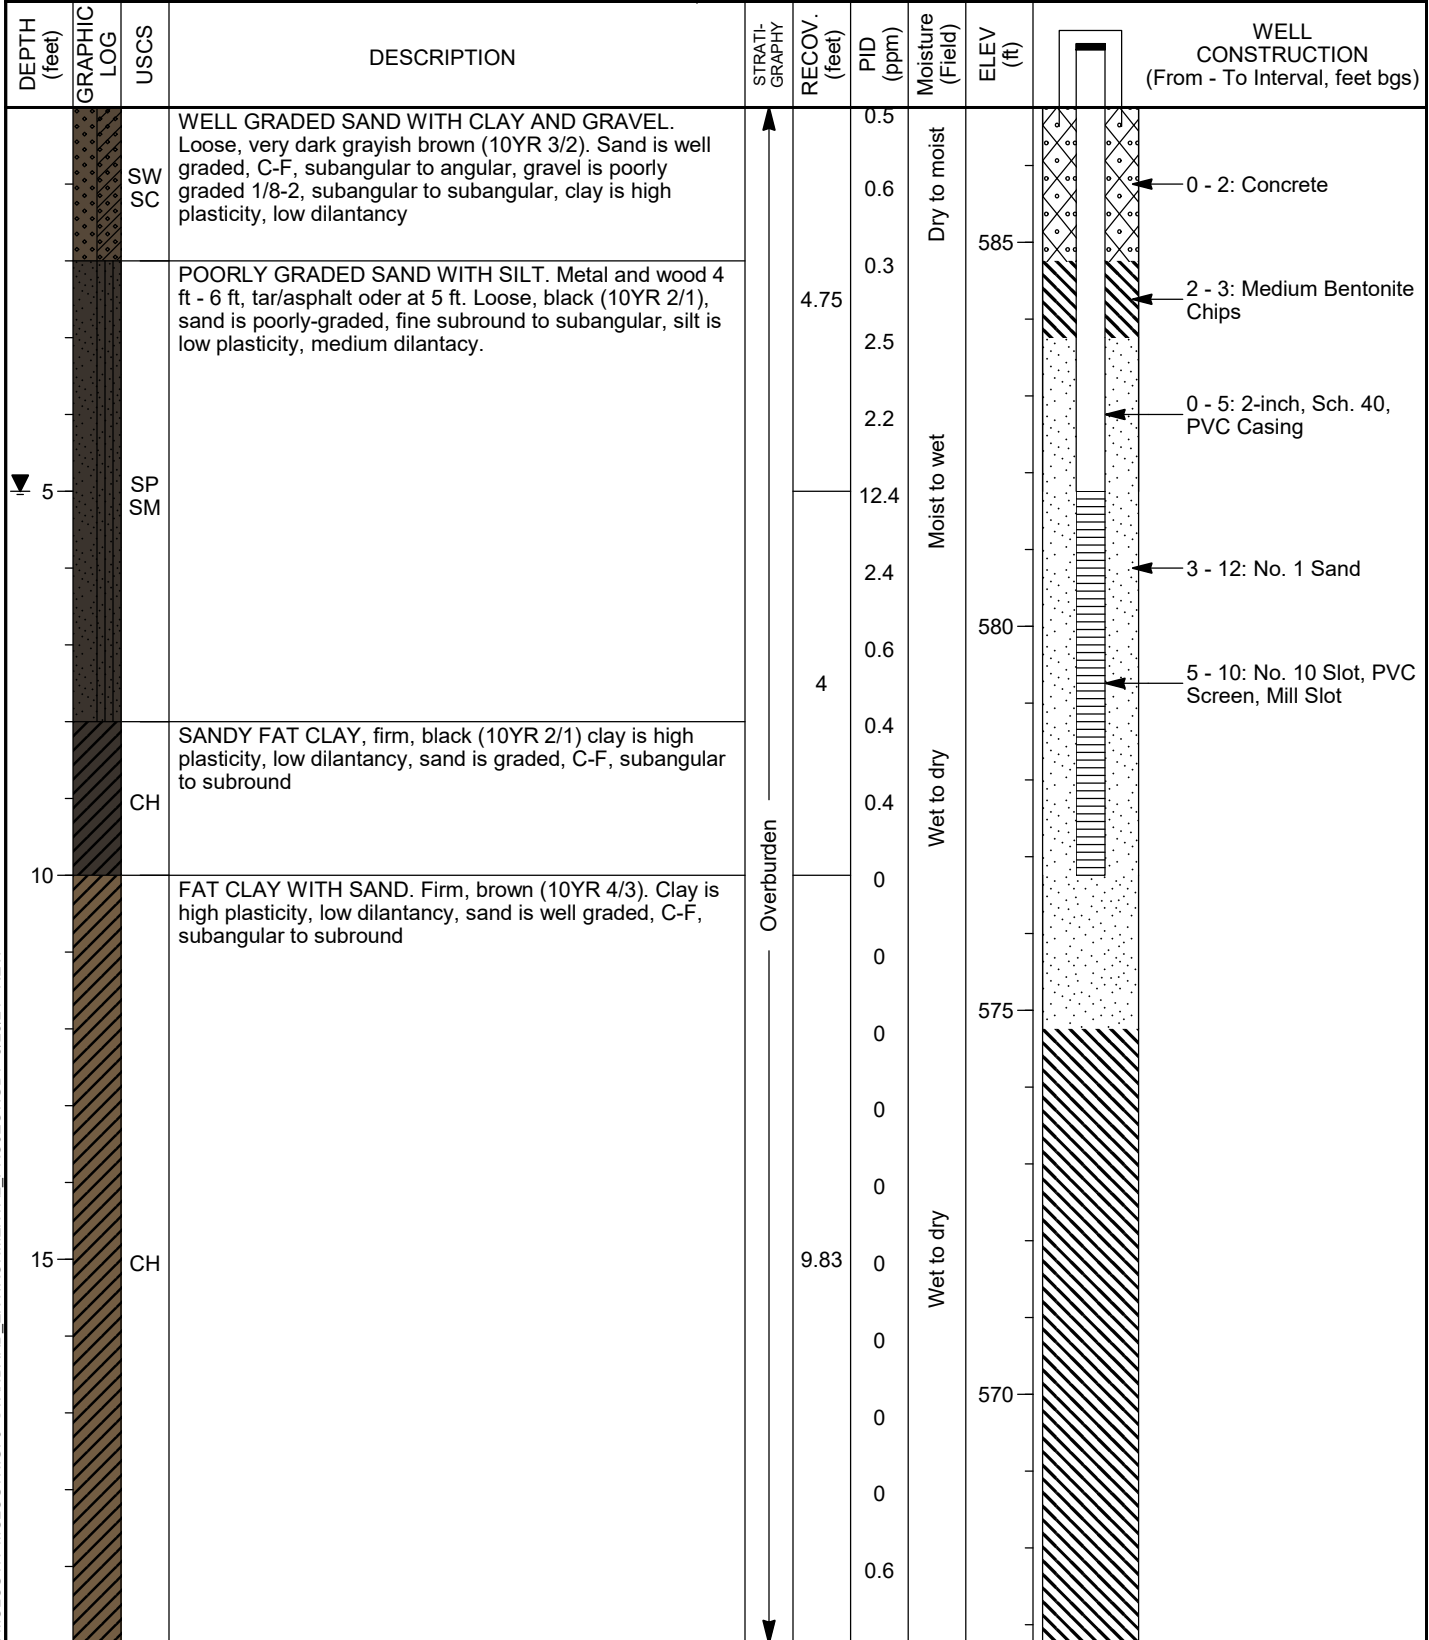 DEPTH
(feet)
GRAPHIC
LOG
USCS
DESCRIPTION
STRATI-
GRAPHY
RECOV.
(feet)
PID
(ppm)
Moisture
(Field)
ELEV
(ft)
WELL
CONSTRUCTION
(From - To Interval, feet bgs)
SW
SC
WELL GRADED SAND WITH CLAY AND GRAVEL.
Loose, very dark grayish brown (10YR 3/2). Sand is well
graded, C-F, subangular to angular, gravel is poorly
graded 1/8-2, subangular to subangular, clay is high
plasticity, low dilantancy
0.5
0.6
Dry to moist
585
0 - 2: Concrete
POORLY GRADED SAND WITH SILT. Metal and wood 4
ft - 6 ft, tar/asphalt oder at 5 ft. Loose, black (10YR 2/1),
sand is poorly-graded, fine subround to subangular, silt is
low plasticity, medium dilantacy.
4.75
0.3
2.5
2.2
2 - 3: Medium Bentonite
Chips
0 - 5: 2-inch, Sch. 40,
PVC Casing
5
SP
SM
12.4
Moist to wet
2.4
3 - 12: No. 1 Sand
0.6
580
4
5 - 10: No. 10 Slot, PVC
Screen, Mill Slot
CH
SANDY FAT CLAY, firm, black (10YR 2/1) clay is high
plasticity, low dilantancy, sand is graded, C-F, subangular
to subround
0.4
0.4
Wet to dry
Overburden
10
FAT CLAY WITH SAND. Firm, brown (10YR 4/3). Clay is
high plasticity, low dilantancy, sand is well graded, C-F,
subangular to subround
0
0
575
0
0
0
15
CH
9.83
0
Wet to dry
0
570
0
0
0.6